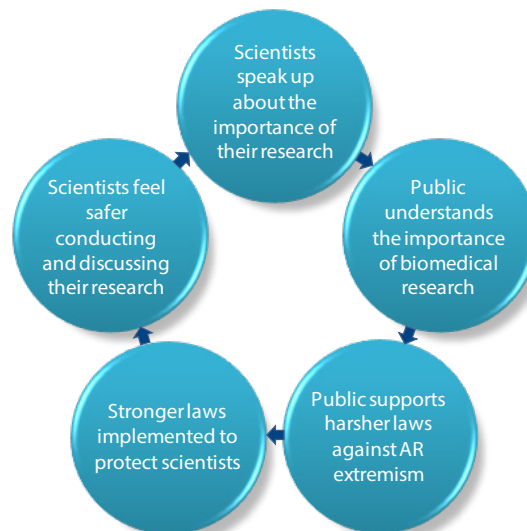 Scientists
speak up
about the
importance of
their research
Public
understands
the importance
of biomedical
research
Public supports
harsher laws
against AR
extremism
Stronger laws
implemented to
protect scientists
Scientists feel
safer
conducting
and discussing
their research